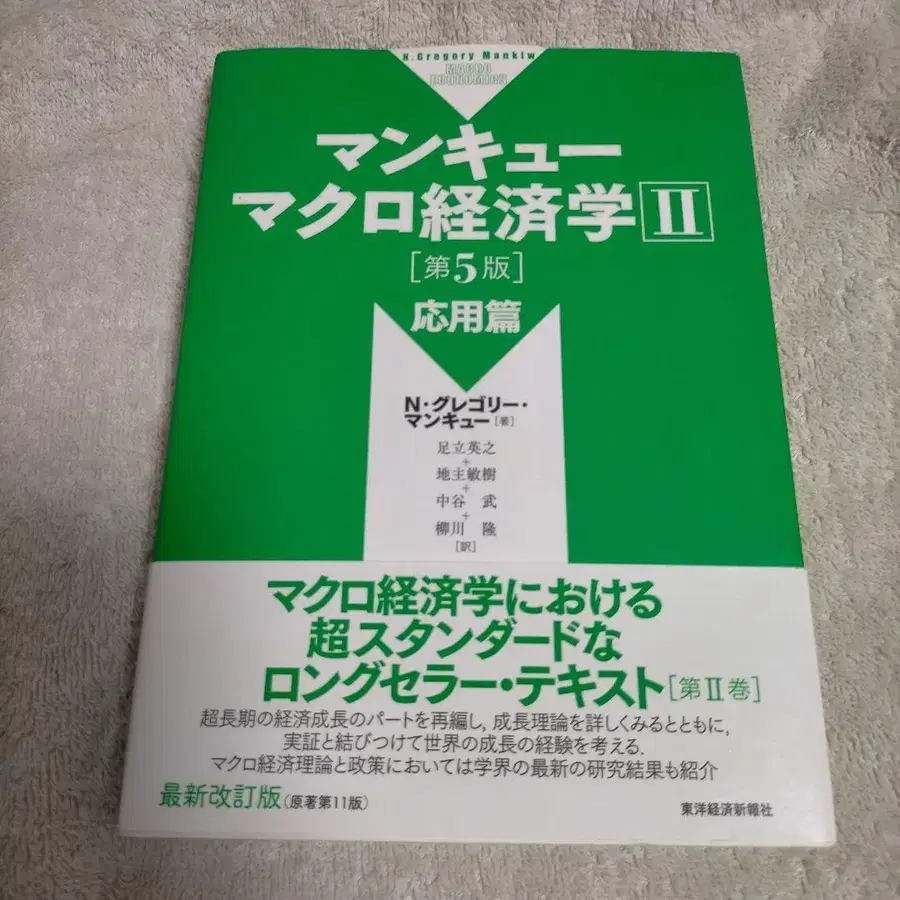 N.Gregory Mankiw
MACRO
ECONOMICS
マンキュー
マクロ経済学 II
[第5版]
応用篇
N・グレゴリー・
マンキュー[著]
足立英之
+
地主敏樹
+
中谷 武
+
柳川 隆
[訳]
マクロ経済学における
超スタンダードな
ロングセラー・テキスト[第II巻]
超長期の経済成長のパートを再編し,成長理論を詳しくみるとともに,
実証と結びつけて世界の成長の経験を考える.
マクロ経済理論と政策においては学界の最新の研究結果も紹介
最新改訂版(原著第11版)
東洋経済新報社